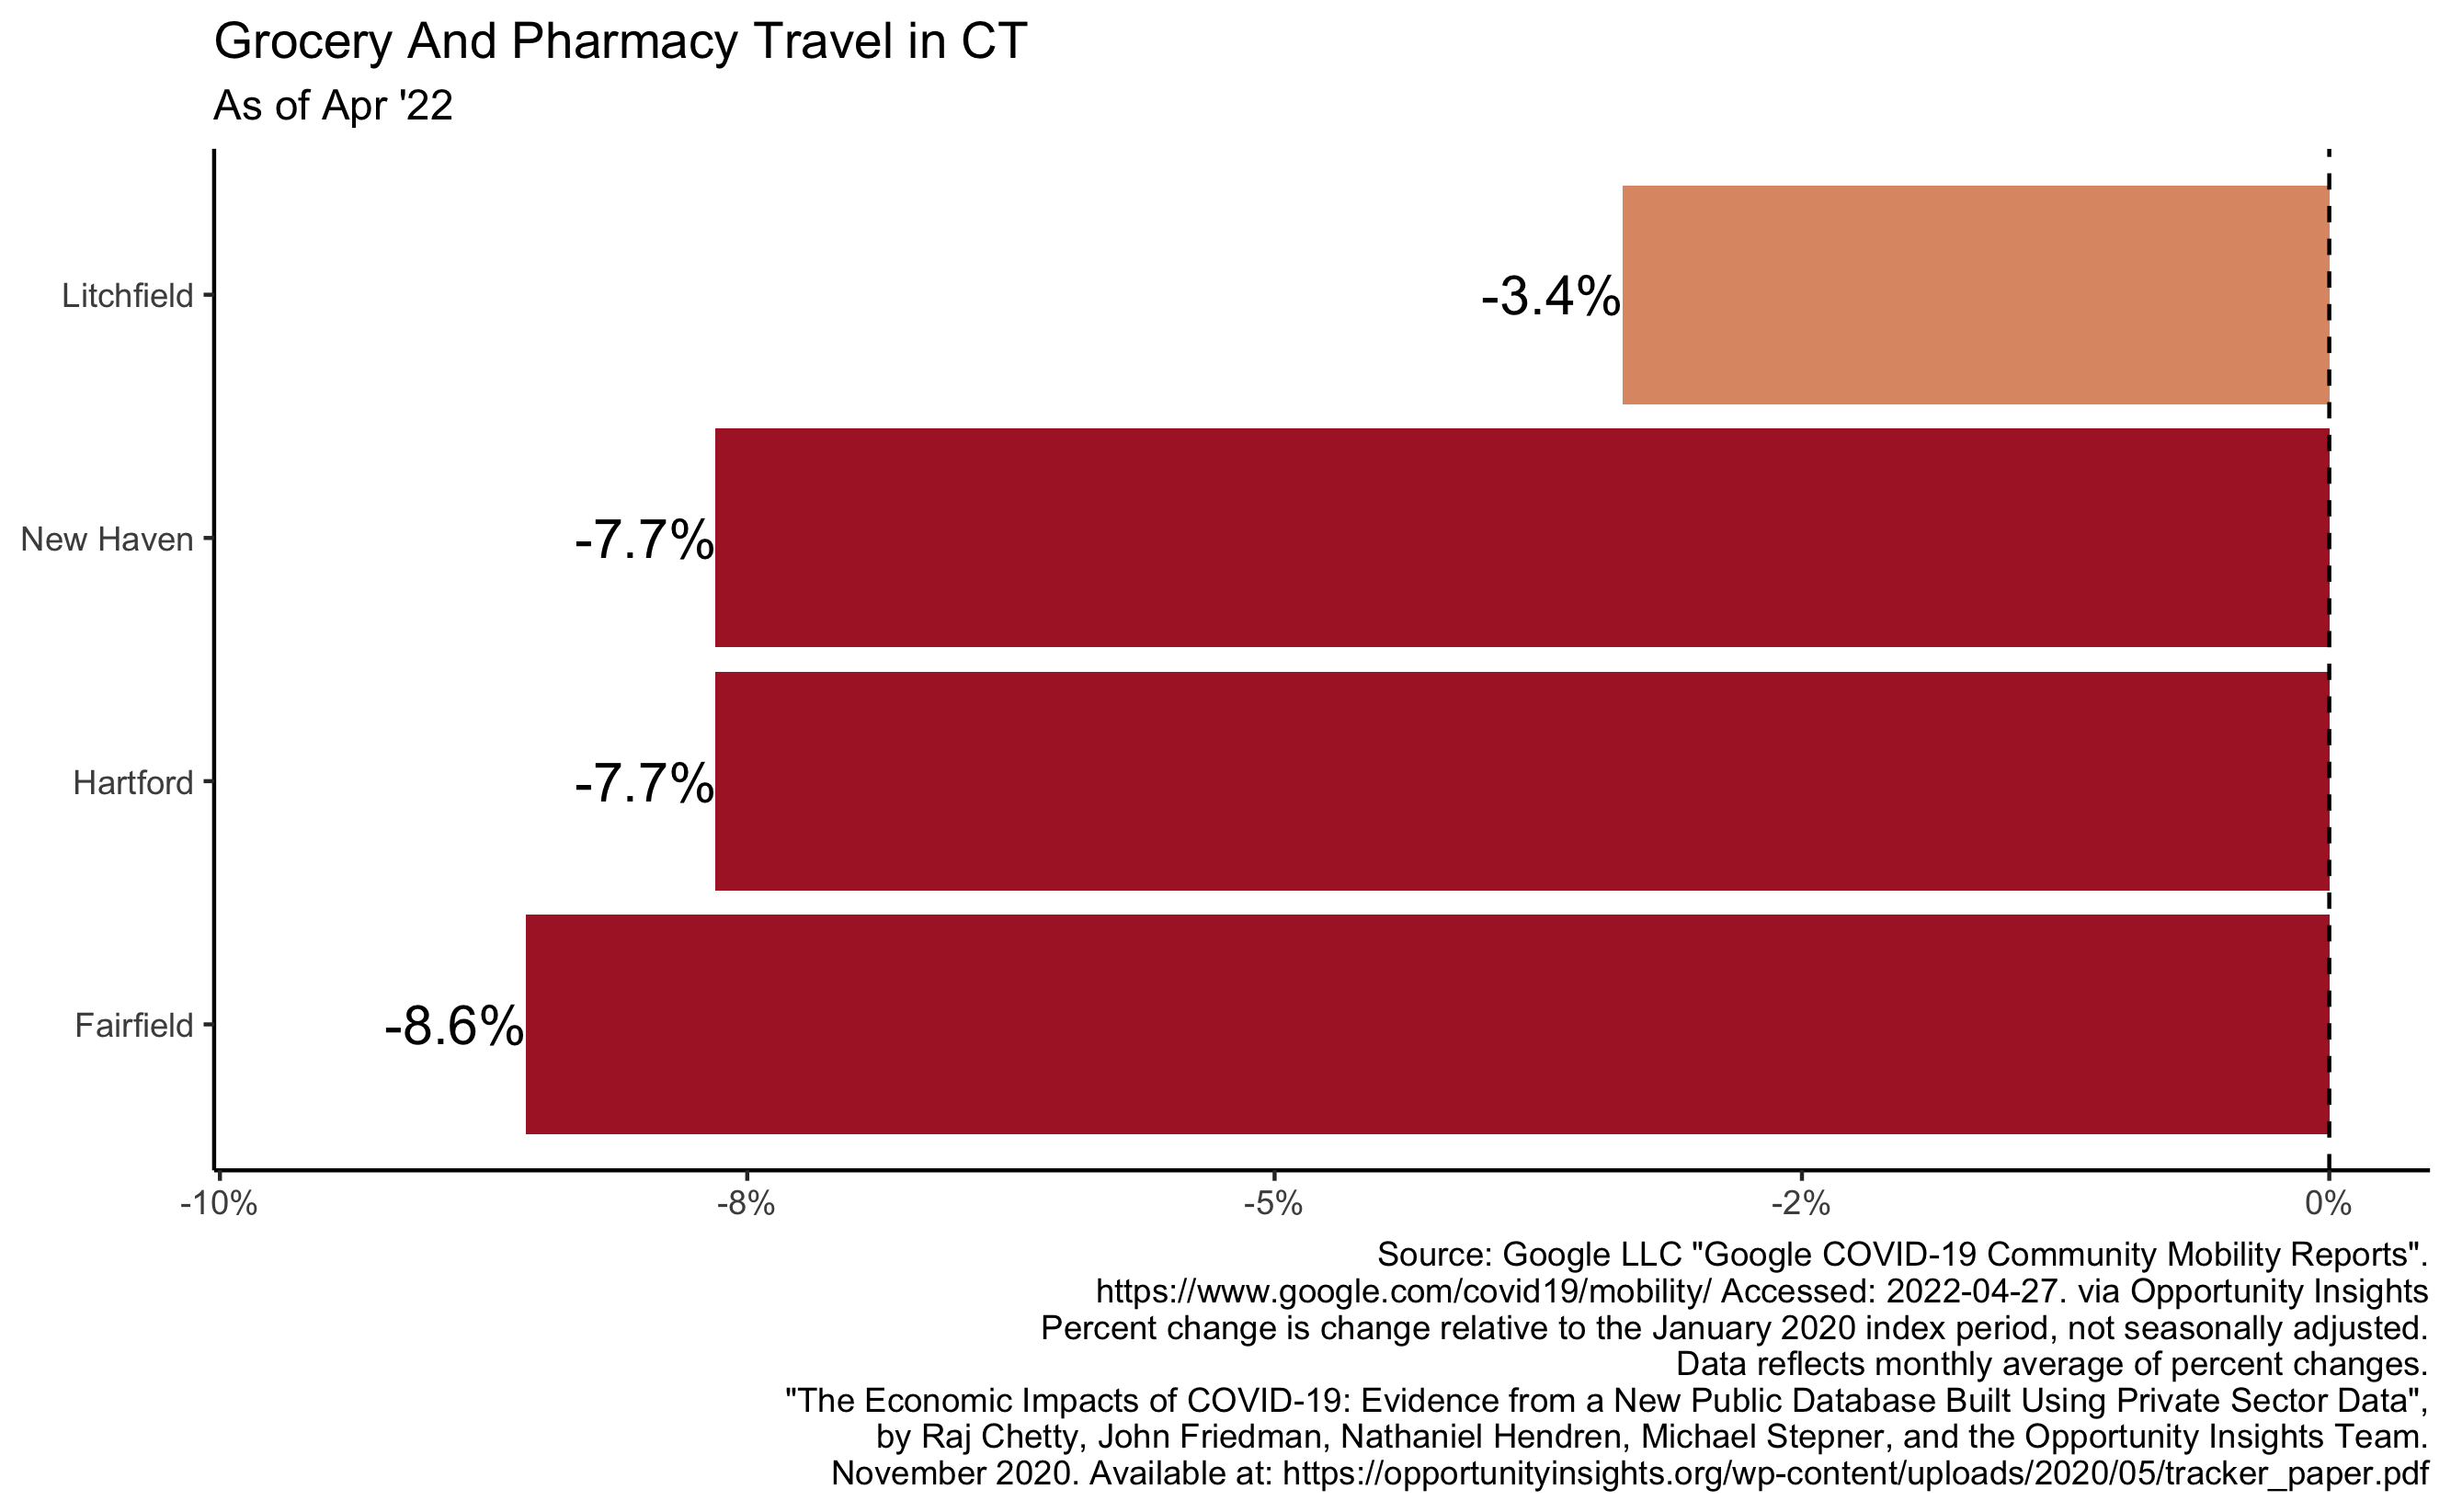 Grocery And Pharmacy Travel in CT
As of Apr '22
Litchfield
-3.4%
New Haven
-7.7%
Hartford
-7.7%
Fairfield
-8.6%
-10%
-8%
-5%
-2%
0%
Source: Google LLC "Google COVID-19 Community Mobility Reports".
https://www.google.com/covid19/mobility/ Accessed: 2022-04-27. via Opportunity Insights
Percent change is change relative to the January 2020 index period, not seasonally adjusted.
Data reflects monthly average of percent changes.
"The Economic Impacts of COVID-19: Evidence from a New Public Database Built Using Private Sector Data",
by Raj Chetty, John Friedman, Nathaniel Hendren, Michael Stepner, and the Opportunity Insights Team.
November 2020. Available at: https://opportunityinsights.org/wp-content/uploads/2020/05/tracker_paper.pdf